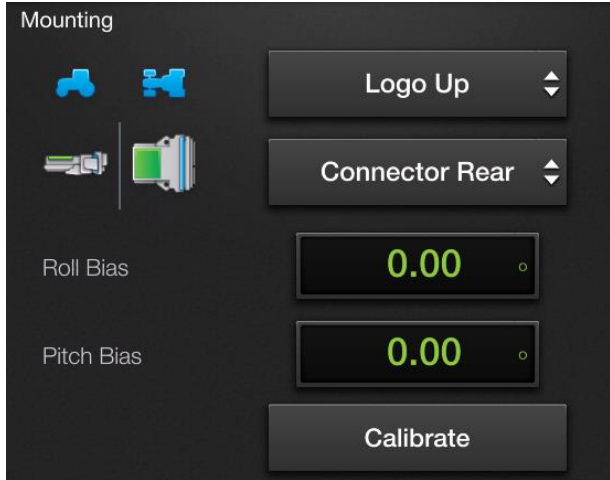 Mounting
Logo Up
Connector Rear
Roll Bias
0.00 °
Pitch Bias
0.00 °
Calibrate